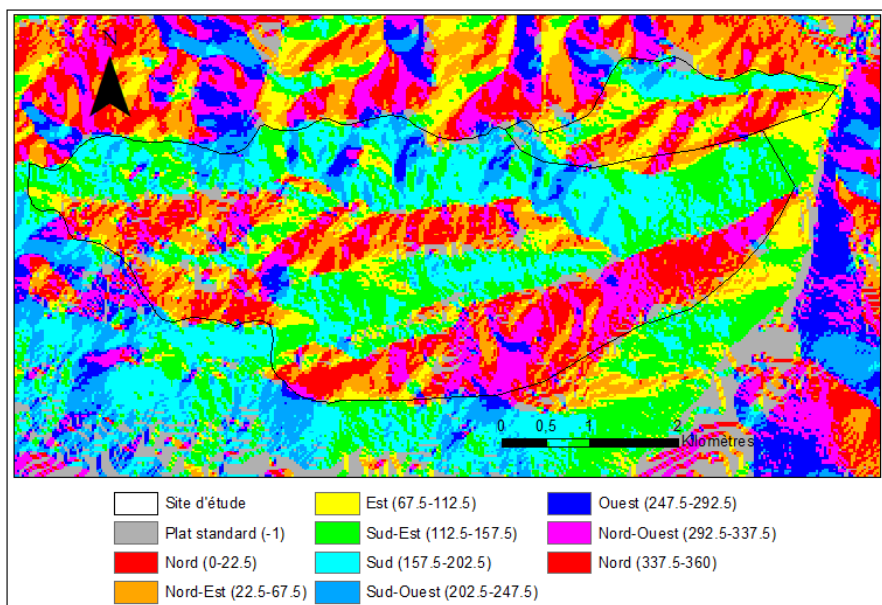 N
0 0.5 1 2
Kilomètres
Site d'étude
Plat standard (-1)
Nord (0-22.5)
Nord-Est (22.5-67.5)
Est (67.5-112.5)
Sud-Est (112.5-157.5)
Sud (157.5-202.5)
Sud-Ouest (202.5-247.5)
Ouest (247.5-292.5)
Nord-Ouest (292.5-337.5)
Nord (337.5-360)